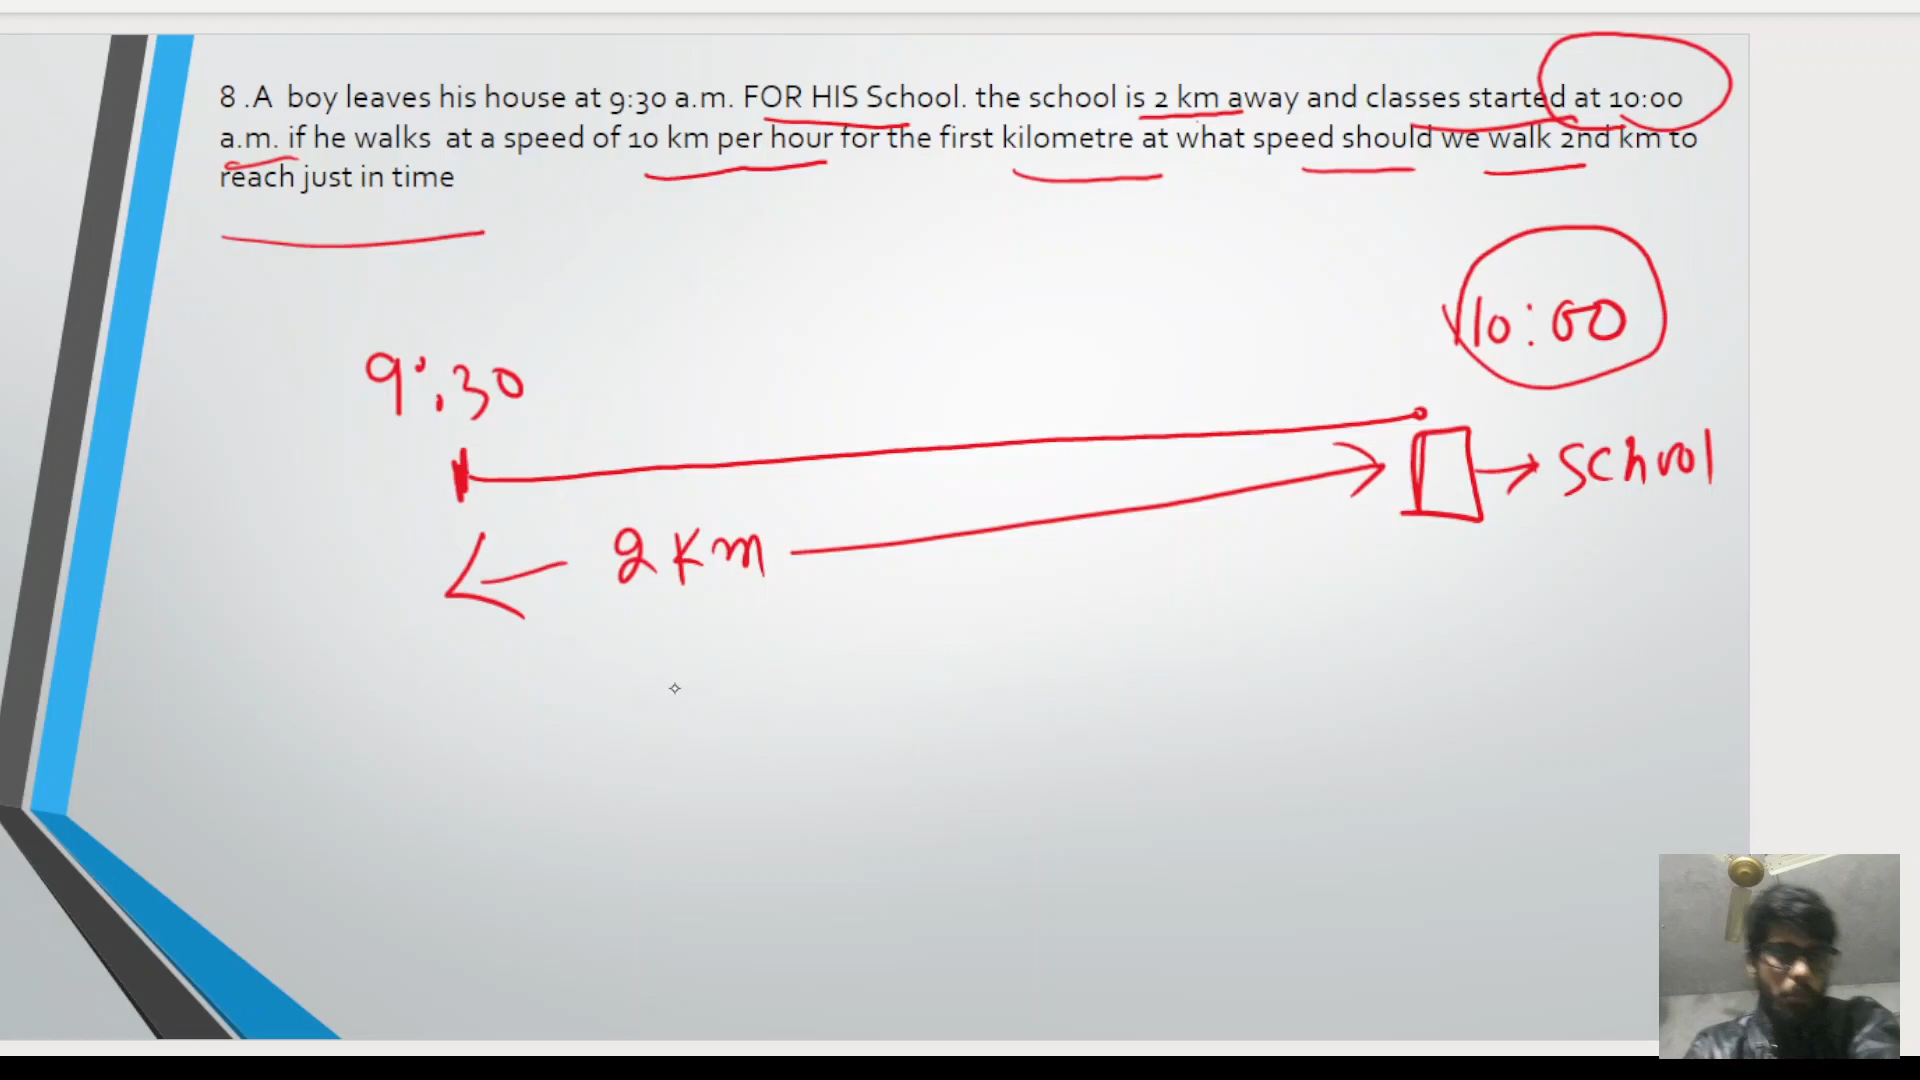 8 .A boy leaves his house at 9:30 a.m. FOR HIS School. the school is 2 km away and classes started at 10:00
a.m. if he walks at a speed of 10 km per hour for the first kilometre at what speed should we walk 2nd km to
reach just in time
10:00
9:30
School
2 Km